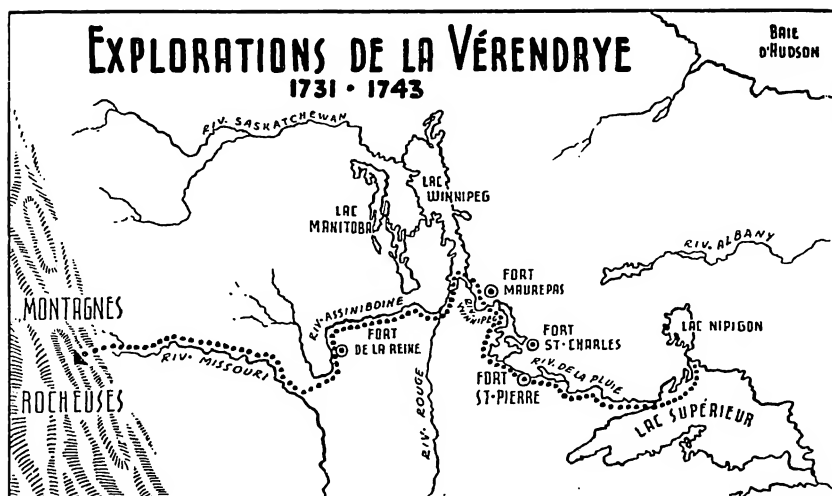 EXPLORATIONS DE LA VÉRENDRYE
1731 • 1743
BAIE
D'HUDSON
RIV. SASKATCHEWAN
LAC
WINNIPEG
LAC
MANITOBA
RIV. ALBANY
FORT
MAUREPAS
MONTAGNES
RIV. ASSINIBOINE
WINNIPEG
LAC NIPIGON
FORT
DE LA REINE
FORT
ST-CHARLES
RIV. MISSOURI
RIV. DE LA PLUIE
FORT
ST-PIERRE
ROCHEUSES
RIV. ROUGE
LAC SUPÉRIEUR